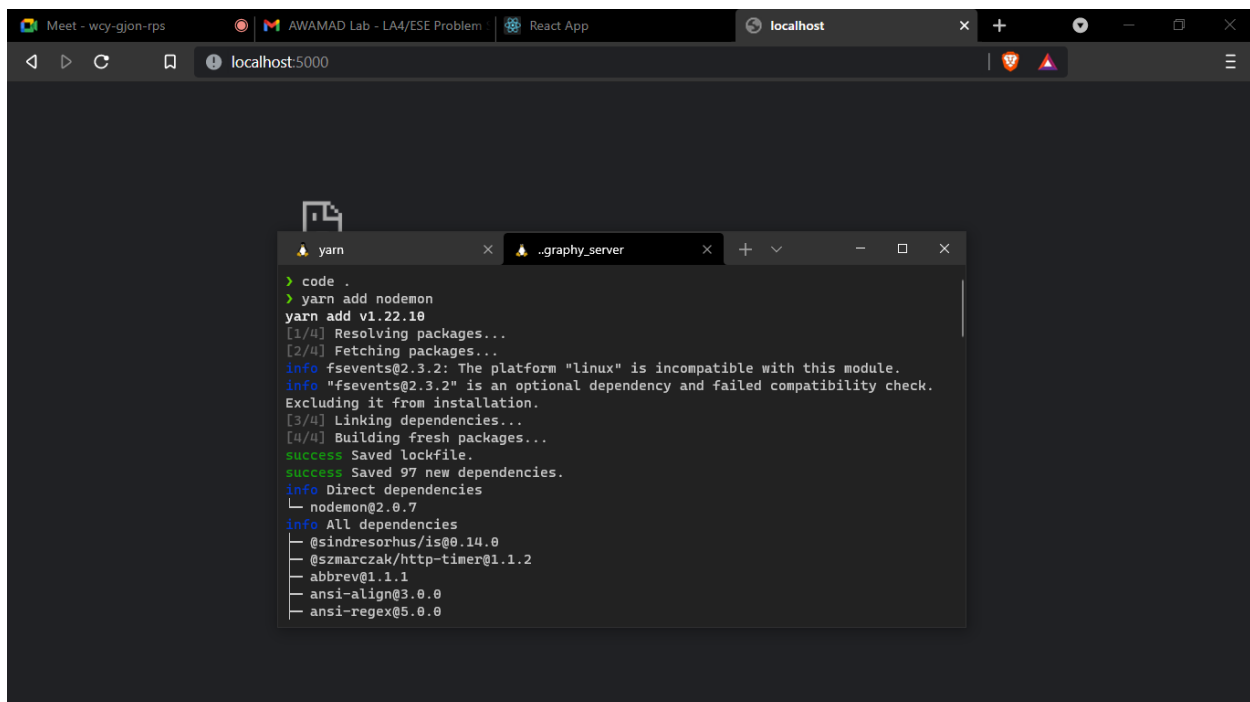 Meet - wcy-gjon-rps
AWAMAD Lab - LA4/ESE Problem S
React App
localhost
localhost:5000
yarn
..graphy_server
❯ code .
❯ yarn add nodemon
yarn add v1.22.10
[1/4] Resolving packages...
[2/4] Fetching packages...
info fsevents@2.3.2: The platform "linux" is incompatible with this module.
info "fsevents@2.3.2" is an optional dependency and failed compatibility check.
Excluding it from installation.
[3/4] Linking dependencies...
[4/4] Building fresh packages...
success Saved lockfile.
success Saved 97 new dependencies.
info Direct dependencies
└─ nodemon@2.0.7
info All dependencies
├─ @sindresorhus/is@0.14.0
├─ @szmarczak/http-timer@1.1.2
├─ abbrev@1.1.1
├─ ansi-align@3.0.0
├─ ansi-regex@5.0.0